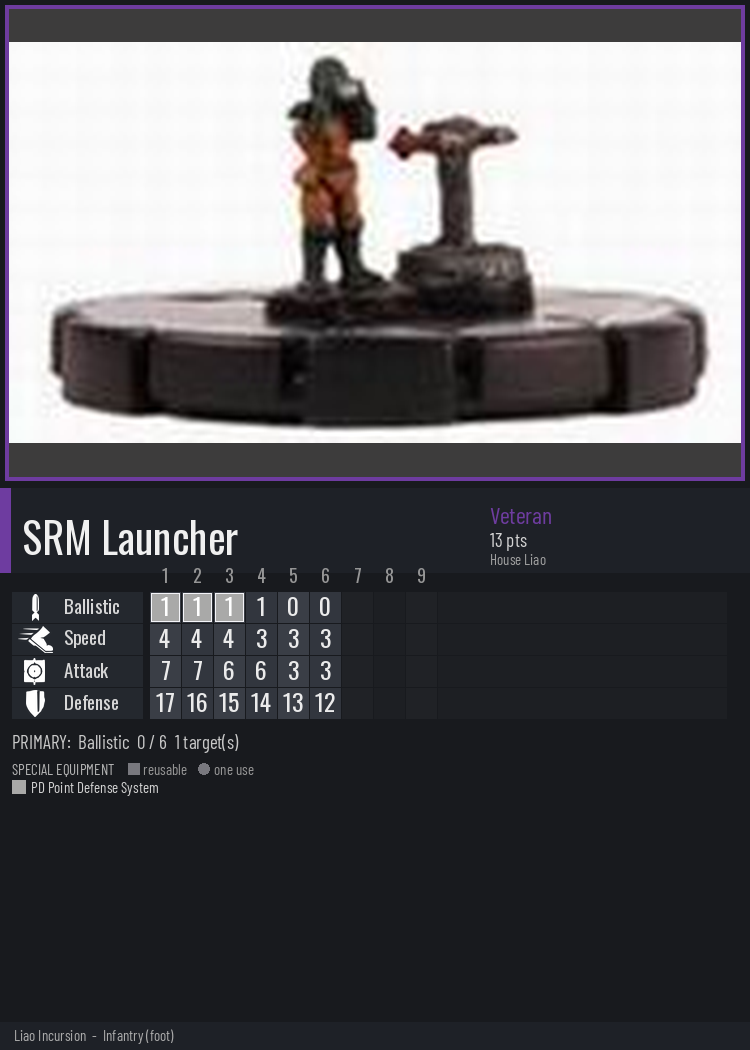 SRM Launcher
Veteran
13 pts
House Liao
1 2 3 4 5 6 7 8 9
Ballistic 1 1 1 1 0 0
Speed 4 4 4 3 3 3
Attack 7 7 6 6 3 3
Defense 17 16 15 14 13 12
PRIMARY: Ballistic 0 / 6 1 target(s)
SPECIAL EQUIPMENT reusable one use
PD Point Defense System
Liao Incursion - Infantry (foot)